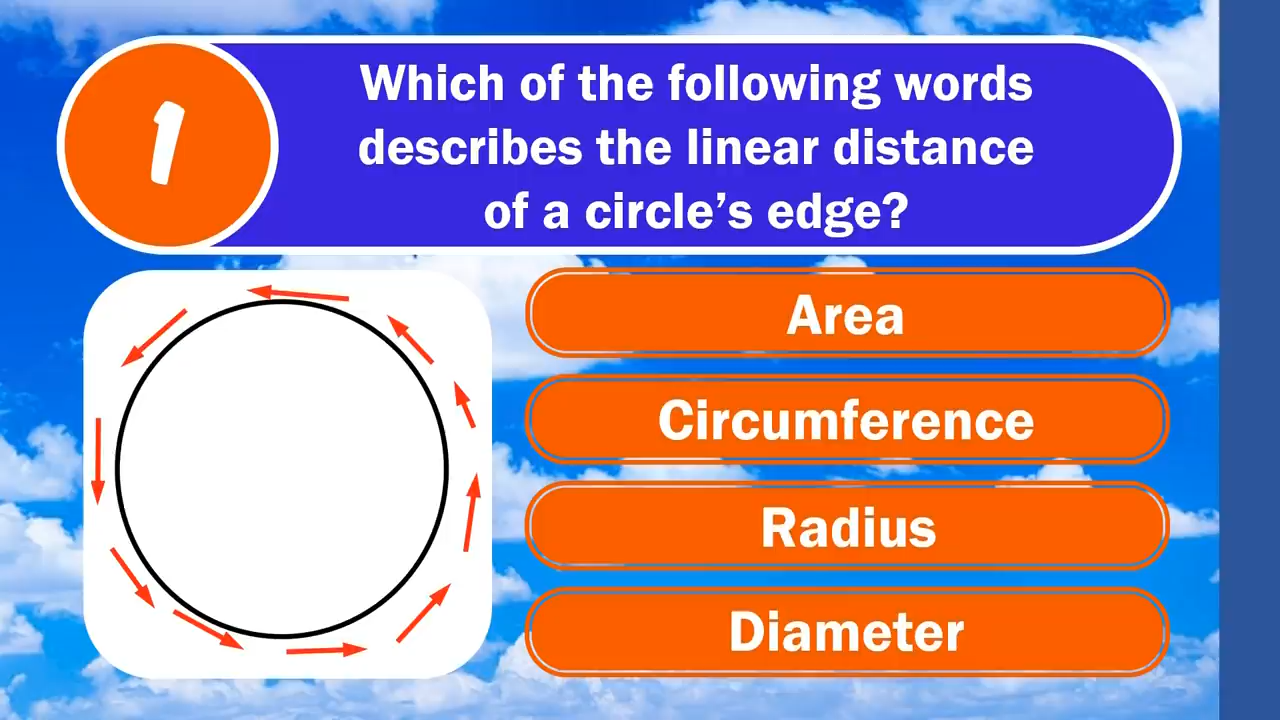 1
Which of the following words
describes the linear distance
of a circle’s edge?
Area
Circumference
Radius
Diameter